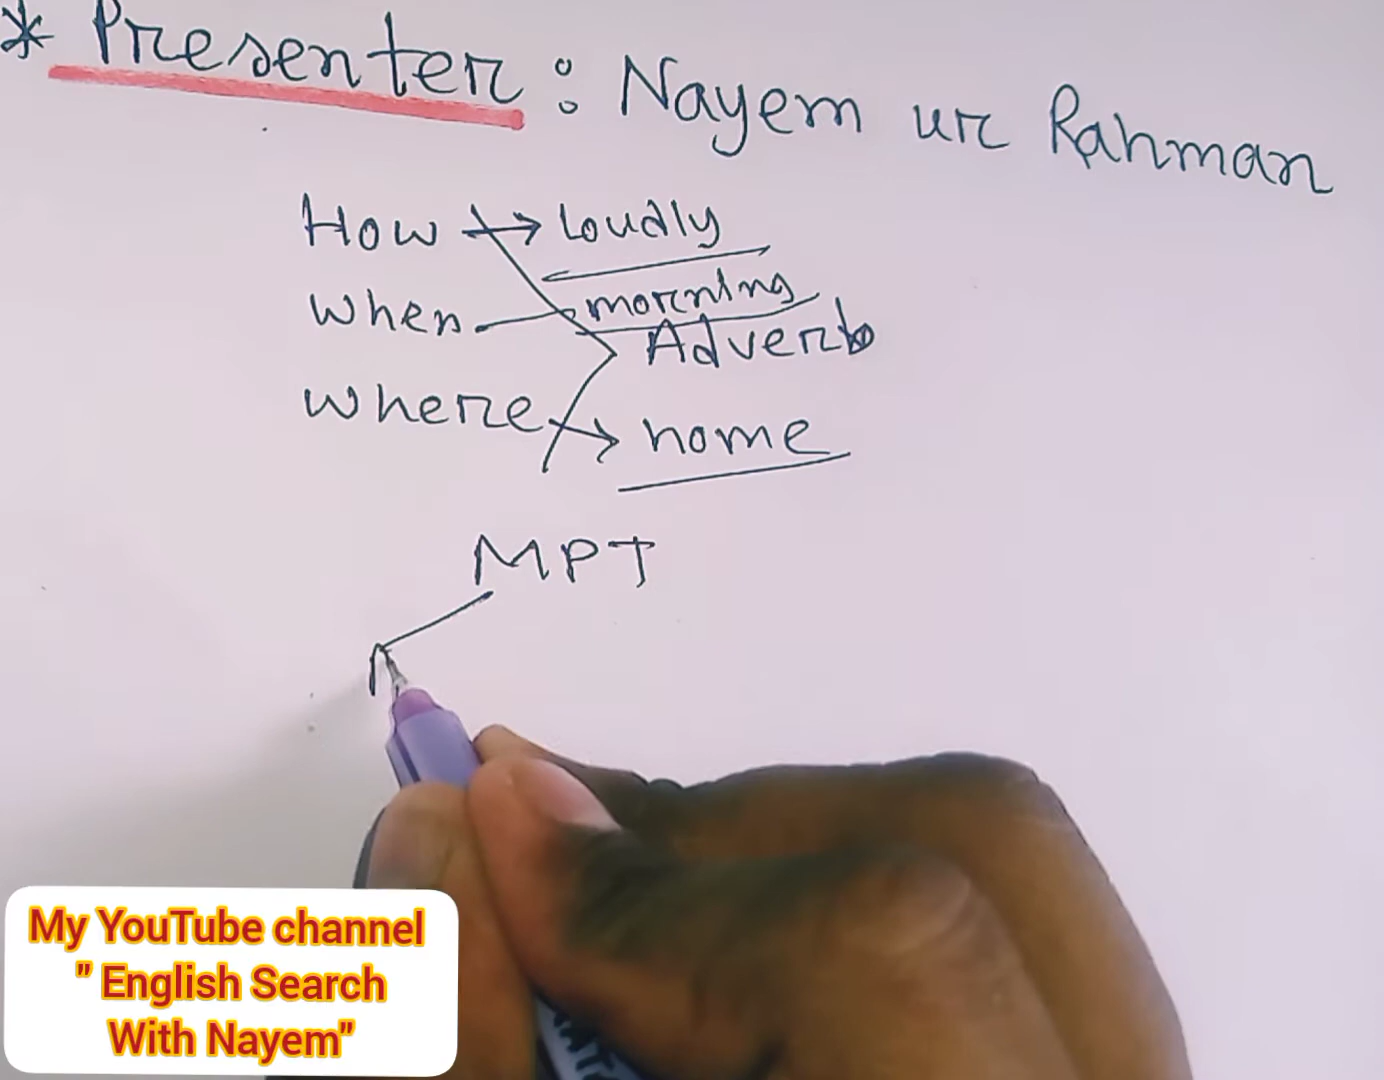 * Presenter : Nayem ur Rahman
How → Loudly
When morning
Adverb
Where → home
MPT
My YouTube channel
" English Search
With Nayem"